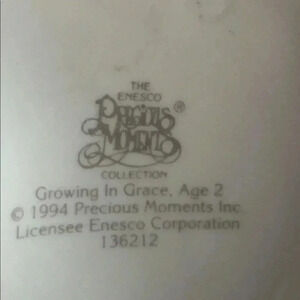 THE
ENESCO
Precious
Moments®
COLLECTION
Growing In Grace, Age 2
© 1994 Precious Moments Inc.
Licensee Enesco Corporation
136212